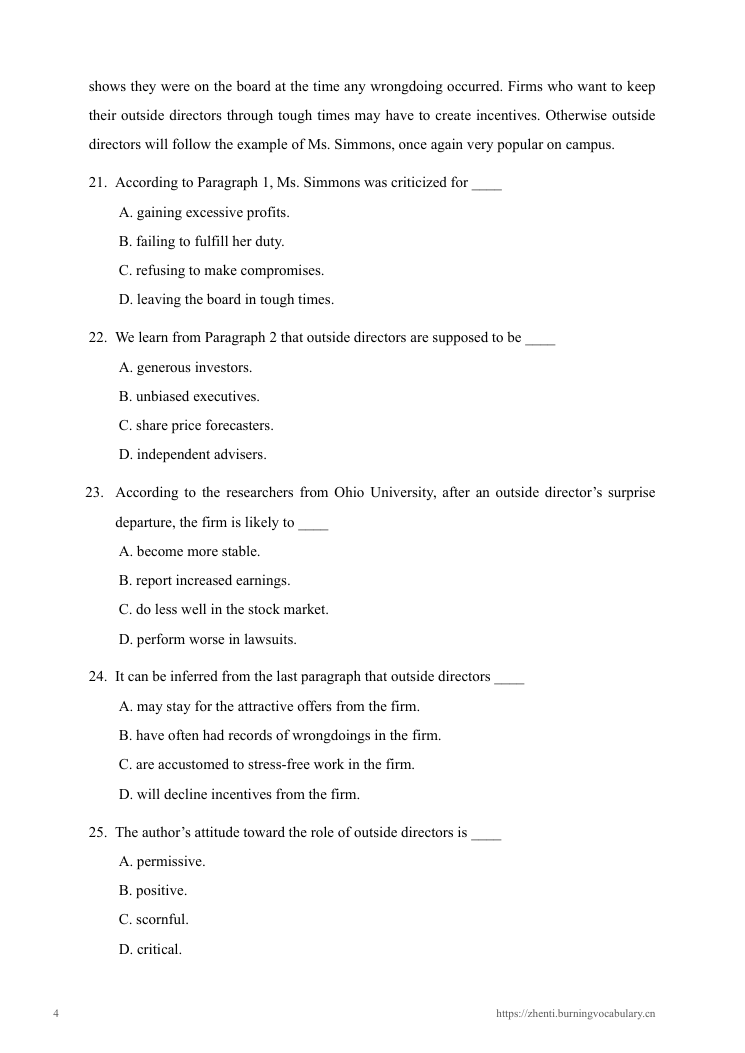 shows they were on the board at the time any wrongdoing occurred. Firms who want to keep
their outside directors through tough times may have to create incentives. Otherwise outside
directors will follow the example of Ms. Simmons, once again very popular on campus.
21. According to Paragraph 1, Ms. Simmons was criticized for ____
A. gaining excessive profits.
B. failing to fulfill her duty.
C. refusing to make compromises.
D. leaving the board in tough times.
22. We learn from Paragraph 2 that outside directors are supposed to be ____
A. generous investors.
B. unbiased executives.
C. share price forecasters.
D. independent advisers.
23. According to the researchers from Ohio University, after an outside director’s surprise
departure, the firm is likely to ____
A. become more stable.
B. report increased earnings.
C. do less well in the stock market.
D. perform worse in lawsuits.
24. It can be inferred from the last paragraph that outside directors ____
A. may stay for the attractive offers from the firm.
B. have often had records of wrongdoings in the firm.
C. are accustomed to stress-free work in the firm.
D. will decline incentives from the firm.
25. The author’s attitude toward the role of outside directors is ____
A. permissive.
B. positive.
C. scornful.
D. critical.
4 https://zhenti.burningvocabulary.cn